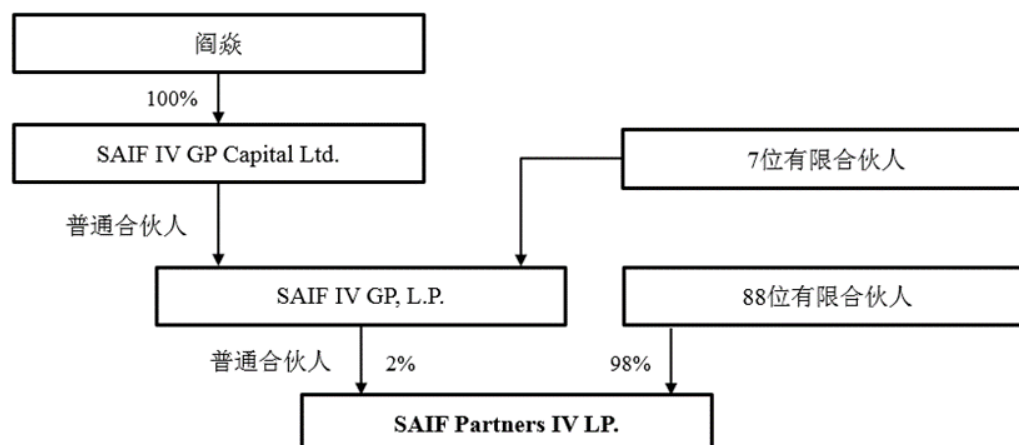 阎焱
100%
SAIF IV GP Capital Ltd.
7位有限合伙人
普通合伙人
SAIF IV GP, L.P.
88位有限合伙人
普通合伙人 2%
98%
SAIF Partners IV LP.